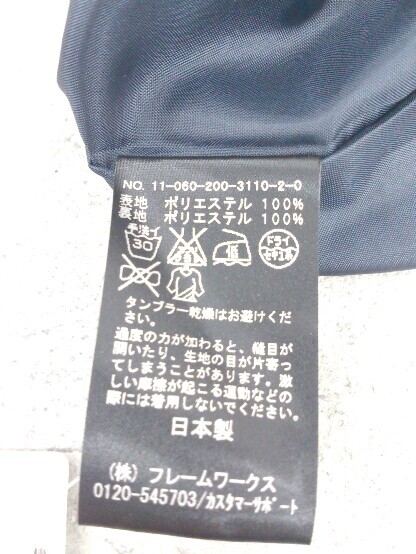 NO. 11-060-200-3110-2-0
表地 ポリエステル 100%
裏地 ポリエステル 100%
手洗イ
30 低 ドライ
セキユ系
タンブラー乾燥はお避けくだ
さい。
過度の力が加わると、縫目が
開いたり、生地の目が片寄っ
てしまうことがあります。激
しい摩擦が起こる運動などの
際には着用しないでください。
日本製
(株) フレームワークス
0120-545703/カスタマーサポート